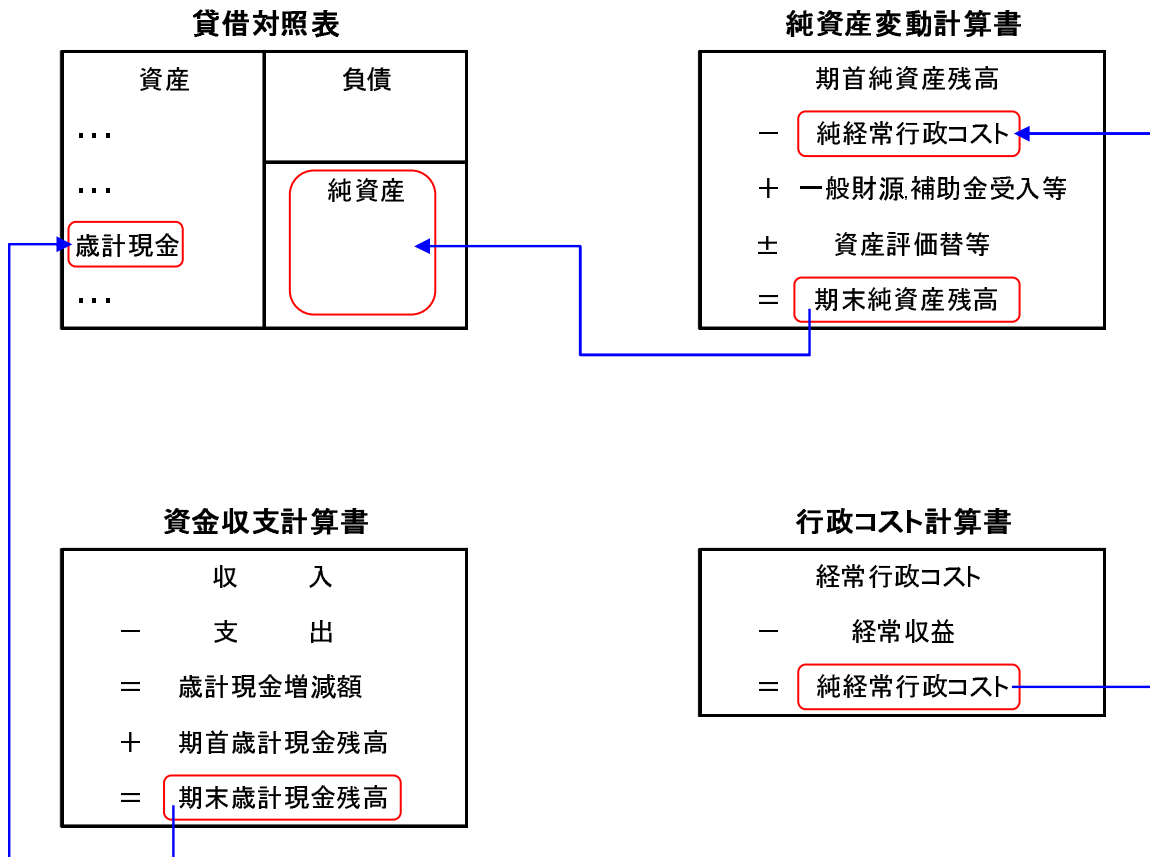 貸借対照表
資産
負債
・・・
・・・
純資産
歳計現金
・・・
純資産変動計算書
期首純資産残高
－ 純経常行政コスト
＋ 一般財源,補助金受入等
± 資産評価替等
＝ 期末純資産残高
資金収支計算書
収　　入
－ 支　　出
＝ 歳計現金増減額
＋ 期首歳計現金残高
＝ 期末歳計現金残高
行政コスト計算書
経常行政コスト
－ 経常収益
＝ 純経常行政コスト